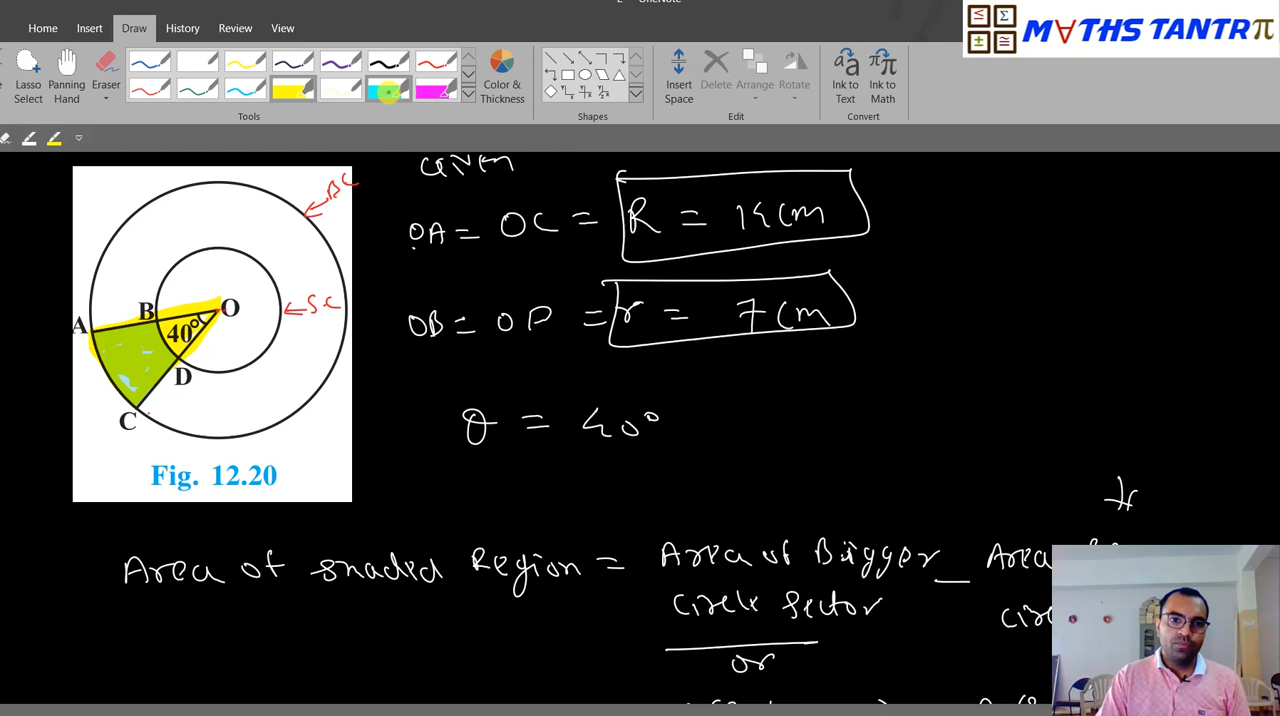 OneNote
Home Insert Draw History Review View
MATHS TANTRπ
Lasso Select
Panning Hand
Eraser
Color & Thickness
Insert Space
Delete
Arrange
Rotate
Ink to Text
Ink to Math
Tools
Shapes
Edit
Convert
Given
OA = OC = R = 14 cm
OB = OD = r = 7 cm
θ = 40°
BC
SC
A
B
O
40°
D
C
Fig. 12.20
Area of shaded Region = Area of Bigger circle sector - Area
or